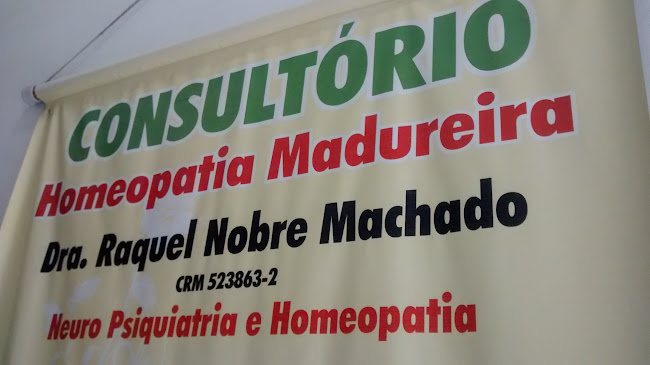 CONSULTÓRIO
Homeopatia Madureira
Dra. Raquel Nobre Machado
CRM 523863-2
Neuro Psiquiatria e Homeopatia